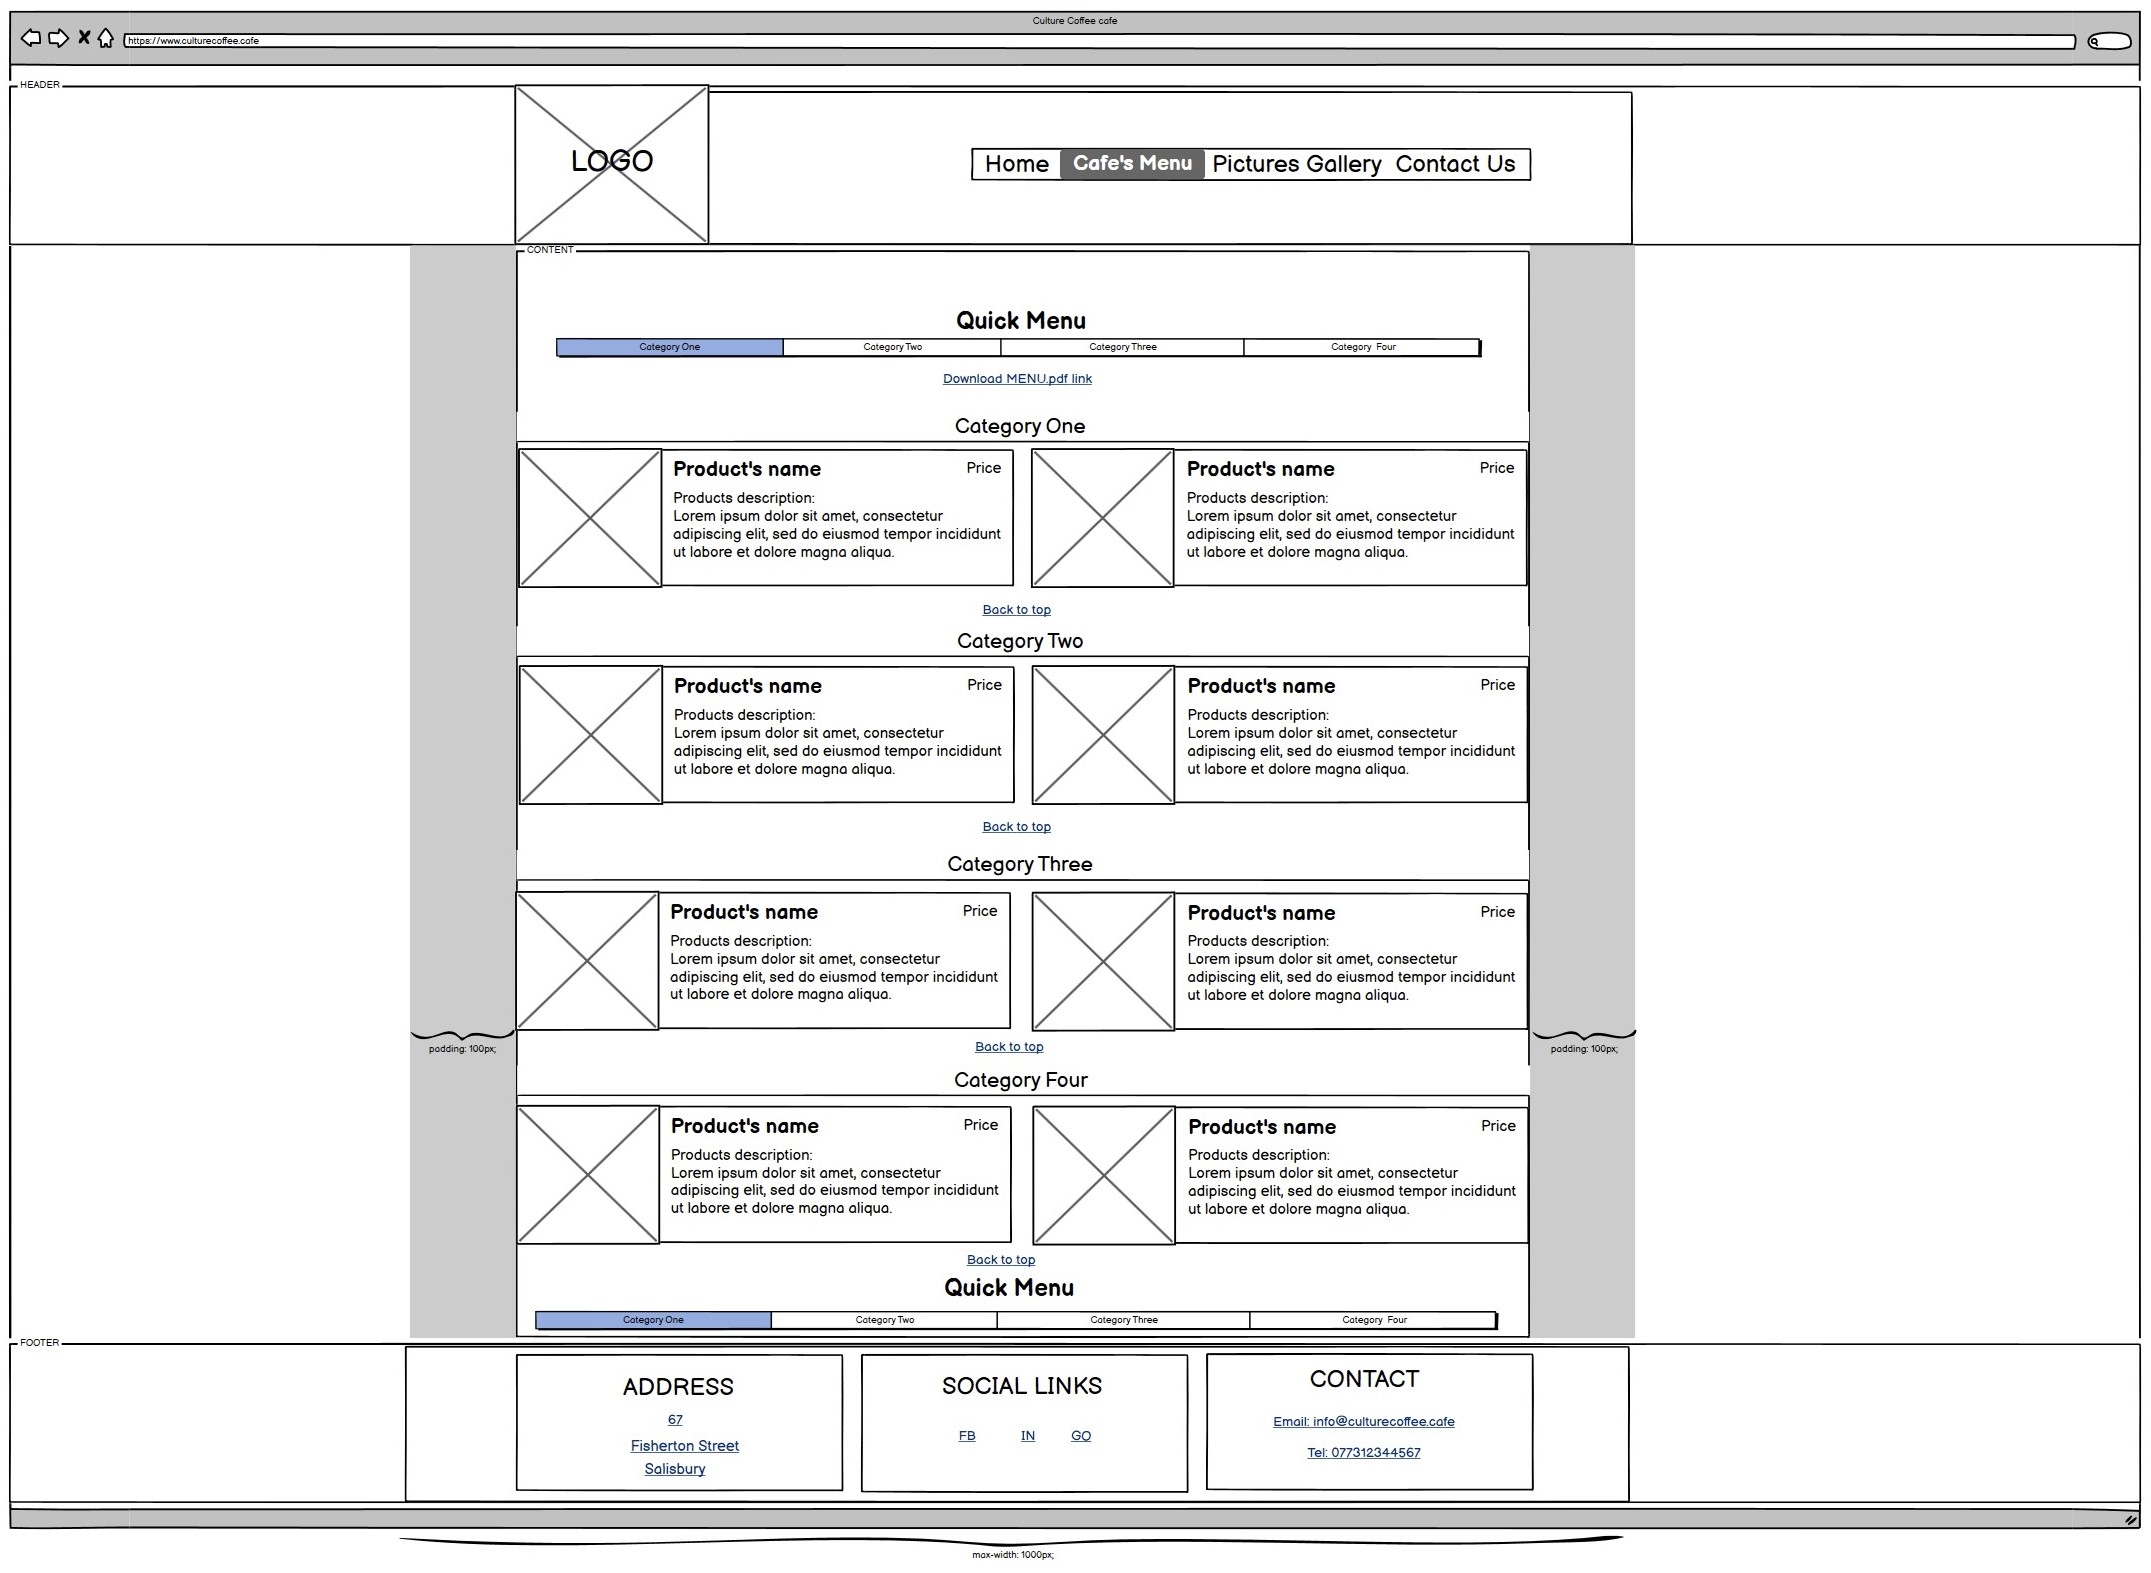 Culture Coffee cafe
https://www.culturecoffee.cafe
HEADER
LOGO
Home Cafe's Menu Pictures Gallery Contact Us
CONTENT
Quick Menu
Category One Category Two Category Three Category Four
Download MENU.pdf link
Category One
Product's name Price
Products description:
Lorem ipsum dolor sit amet, consectetur
adipiscing elit, sed do eiusmod tempor incididunt
ut labore et dolore magna aliqua.
Product's name Price
Products description:
Lorem ipsum dolor sit amet, consectetur
adipiscing elit, sed do eiusmod tempor incididunt
ut labore et dolore magna aliqua.
Back to top
Category Two
Product's name Price
Products description:
Lorem ipsum dolor sit amet, consectetur
adipiscing elit, sed do eiusmod tempor incididunt
ut labore et dolore magna aliqua.
Product's name Price
Products description:
Lorem ipsum dolor sit amet, consectetur
adipiscing elit, sed do eiusmod tempor incididunt
ut labore et dolore magna aliqua.
Back to top
Category Three
Product's name Price
Products description:
Lorem ipsum dolor sit amet, consectetur
adipiscing elit, sed do eiusmod tempor incididunt
ut labore et dolore magna aliqua.
Product's name Price
Products description:
Lorem ipsum dolor sit amet, consectetur
adipiscing elit, sed do eiusmod tempor incididunt
ut labore et dolore magna aliqua.
padding: 100px;
Back to top
padding: 100px;
Category Four
Product's name Price
Products description:
Lorem ipsum dolor sit amet, consectetur
adipiscing elit, sed do eiusmod tempor incididunt
ut labore et dolore magna aliqua.
Product's name Price
Products description:
Lorem ipsum dolor sit amet, consectetur
adipiscing elit, sed do eiusmod tempor incididunt
ut labore et dolore magna aliqua.
Back to top
Quick Menu
Category One Category Two Category Three Category Four
FOOTER
ADDRESS
67
Fisherton Street
Salisbury
SOCIAL LINKS
FB IN GO
CONTACT
Email: info@culturecoffee.cafe
Tel: 077312344567
max-width: 1000px;